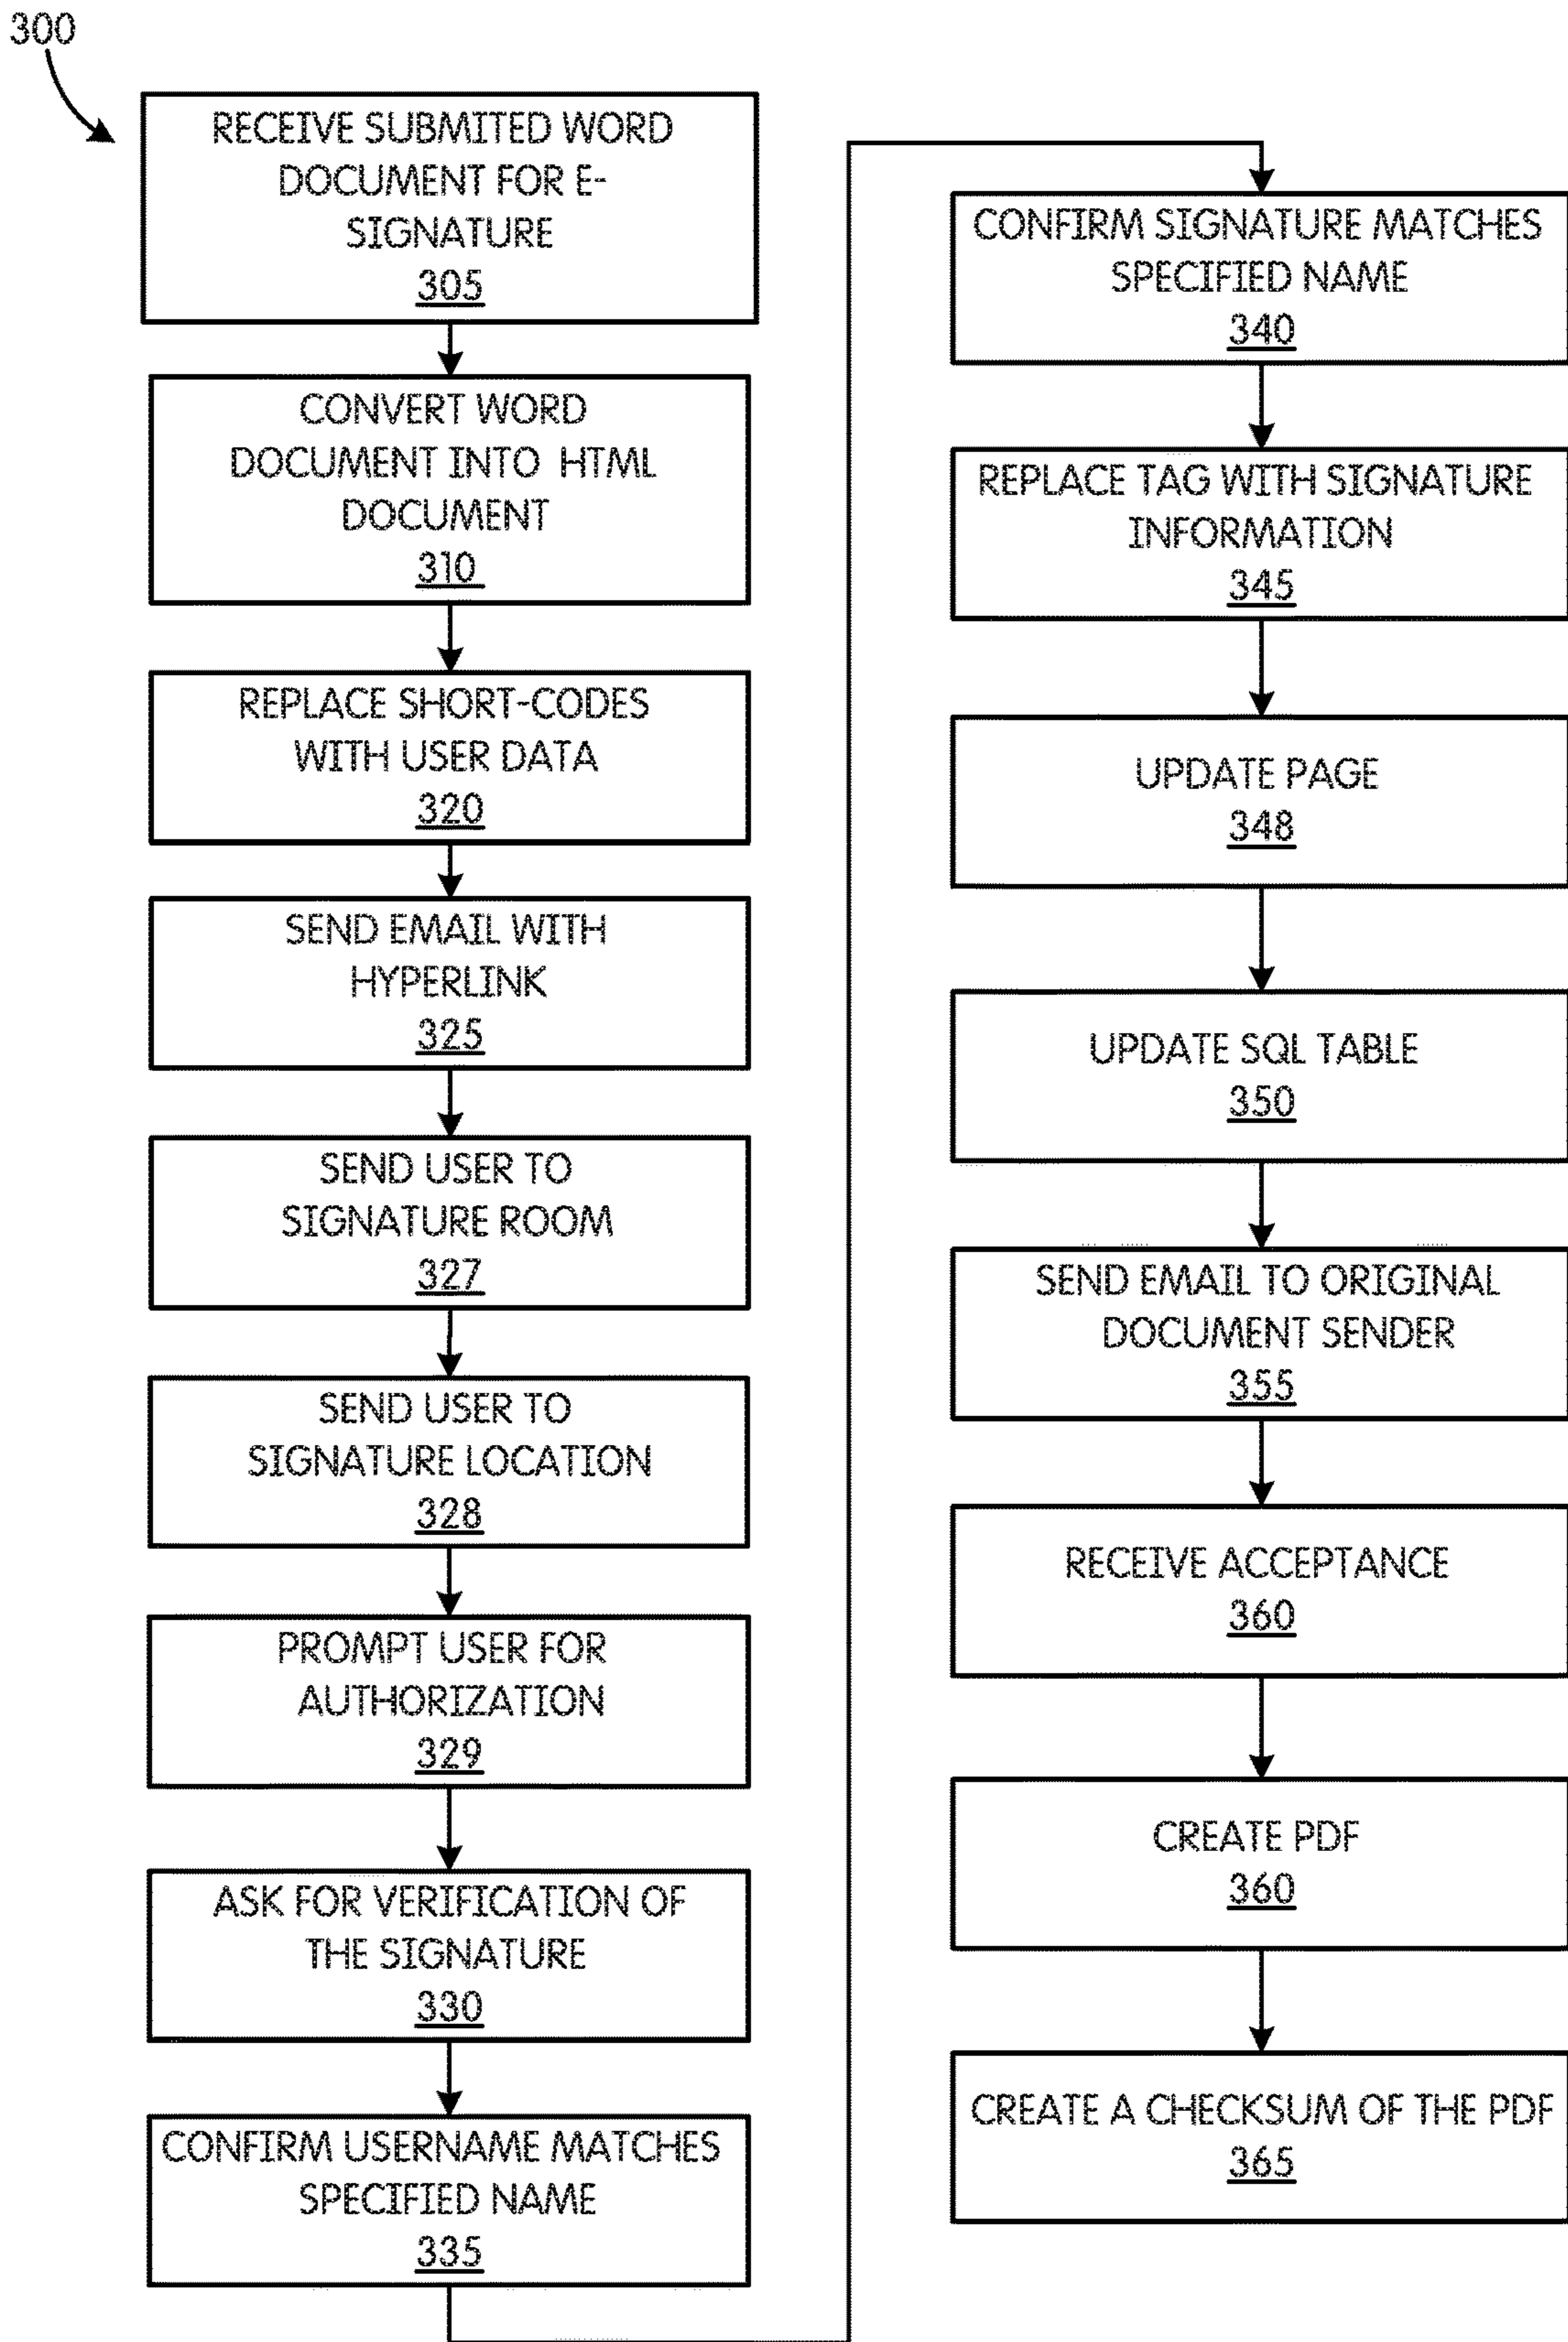 300
RECEIVE SUBMITED WORD
DOCUMENT FOR E-
SIGNATURE
305
CONVERT WORD
DOCUMENT INTO HTML
DOCUMENT
310
REPLACE SHORT-CODES
WITH USER DATA
320
SEND EMAIL WITH
HYPERLINK
325
SEND USER TO
SIGNATURE ROOM
327
SEND USER TO
SIGNATURE LOCATION
328
PROMPT USER FOR
AUTHORIZATION
329
ASK FOR VERIFICATION OF
THE SIGNATURE
330
CONFIRM USERNAME MATCHES
SPECIFIED NAME
335
CONFIRM SIGNATURE MATCHES
SPECIFIED NAME
340
REPLACE TAG WITH SIGNATURE
INFORMATION
345
UPDATE PAGE
348
UPDATE SQL TABLE
350
SEND EMAIL TO ORIGINAL
DOCUMENT SENDER
355
RECEIVE ACCEPTANCE
360
CREATE PDF
360
CREATE A CHECKSUM OF THE PDF
365